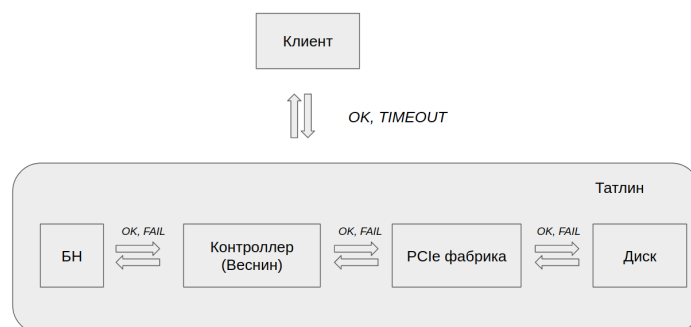 Клиент
OK, TIMEOUT
Татлин
OK, FAIL
OK, FAIL
OK, FAIL
БН
Контроллер
(Веснин)
PCIe фабрика
Диск